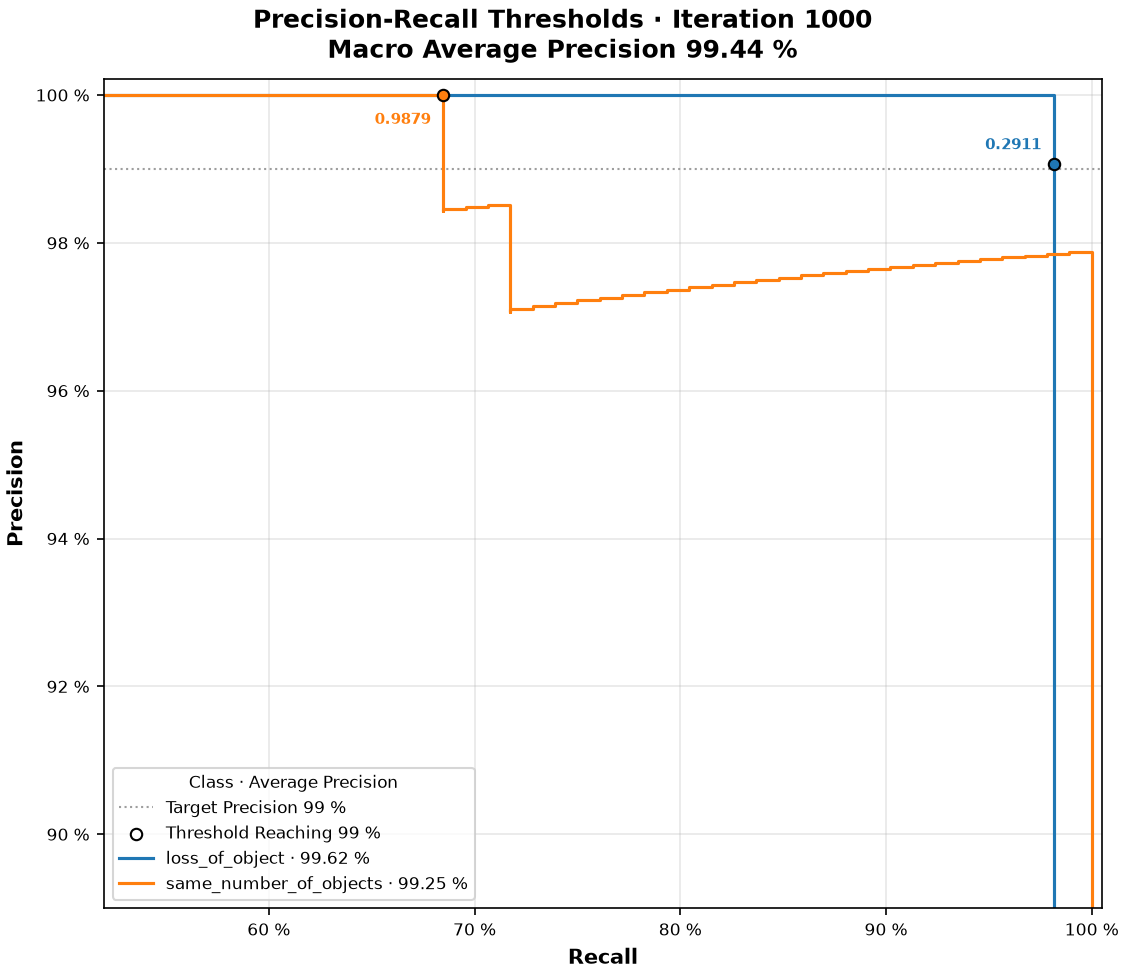 Precision-Recall Thresholds · Iteration 1000
Macro Average Precision 99.44 %
100 %
98 %
96 %
94 %
92 %
90 %
Precision
0.9879
0.2911
Class · Average Precision
Target Precision 99 %
Threshold Reaching 99 %
loss_of_object · 99.62 %
same_number_of_objects · 99.25 %
60 %
70 %
80 %
90 %
100 %
Recall